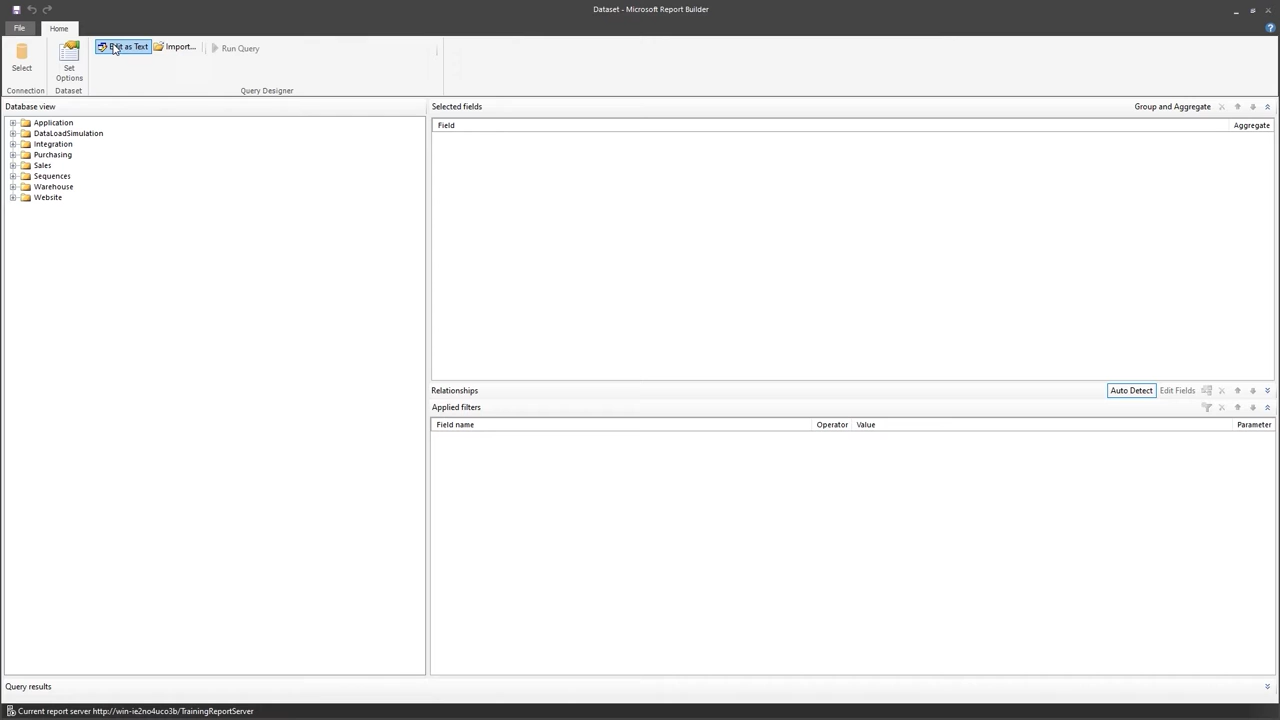 Dataset - Microsoft Report Builder
File
Home
Edit as Text
Import...
Run Query
Select
Set Options
Connection
Dataset
Query Designer
Database view
Application
DataLoadSimulation
Integration
Purchasing
Sales
Sequences
Warehouse
Website
Selected fields
Group and Aggregate
Field
Aggregate
Relationships
Auto Detect
Edit Fields
Applied filters
Field name
Operator
Value
Parameter
Query results
Current report server http://win-ie2no4uco3b/TrainingReportServer